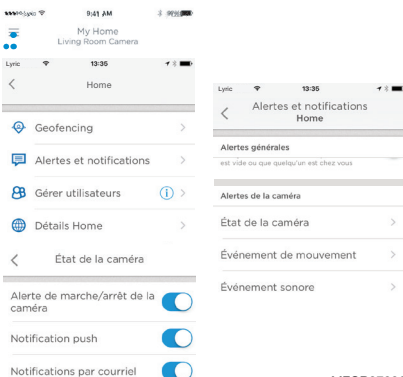 9:41 AM
My Home
Living Room Camera
Lyric 13:35
Home
Geofencing
Alertes et notifications
Gérer utilisateurs
Détails Home
État de la caméra
Alerte de marche/arrêt de la
caméra
Notification push
Notifications par courriel
Lyric 13:35
Alertes et notifications
Home
Alertes générales
est vide ou que quelqu'un est chez vous
Alertes de la caméra
État de la caméra
Événement de mouvement
Événement sonore